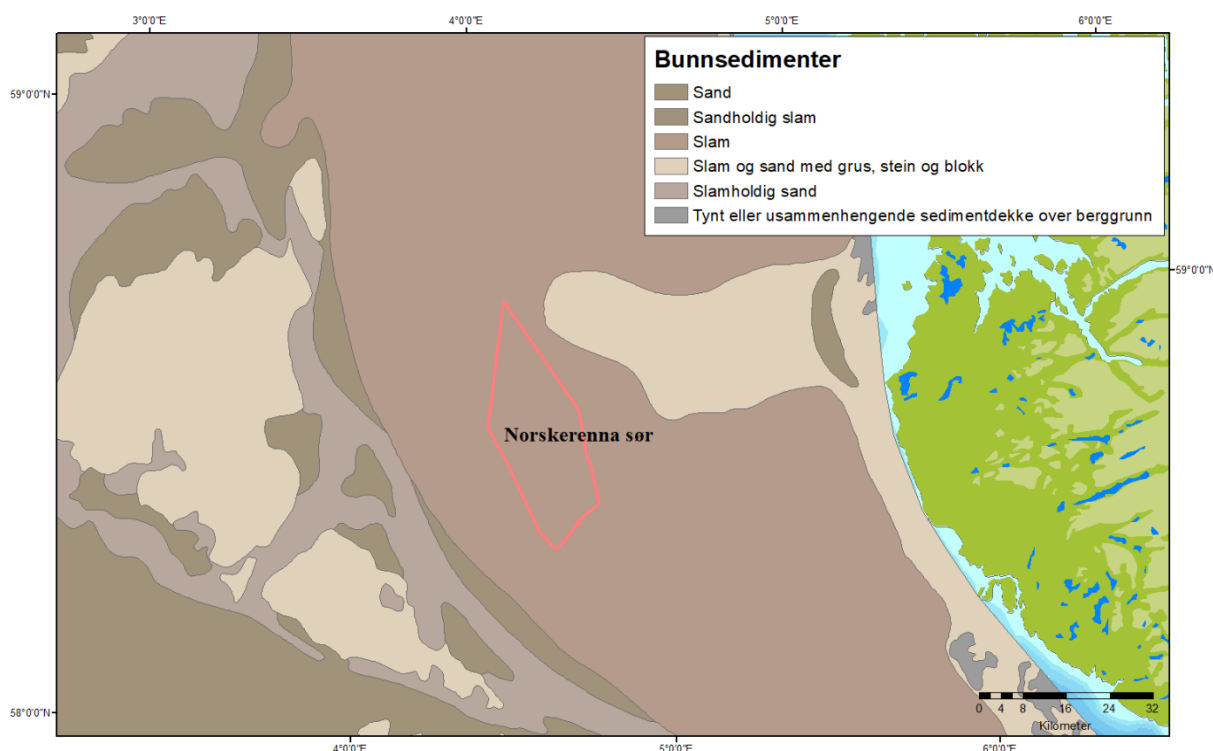 3°0'0"E 4°0'0"E 5°0'0"E 6°0'0"E
Bunnsedimenter
Sand
Sandholdig slam
Slam
Slam og sand med grus, stein og blokk
Slamholdig sand
Tynt eller usammenhengende sedimentdekke over berggrunn
59°0'0"N
59°0'0"N
Norskerenna sør
58°0'0"N
0 4 8 16 24 32
Kilometer
4°0'0"E 5°0'0"E 6°0'0"E